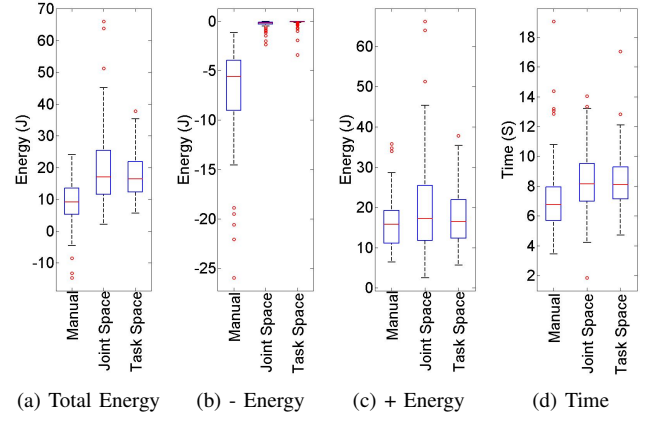 70
60
50
40
30
20
10
0
-10
Energy (J)
Manual
Joint Space
Task Space
(a) Total Energy
0
-5
-10
-15
-20
-25
Energy (J)
Manual
Joint Space
Task Space
(b) - Energy
60
50
40
30
20
10
0
Energy (J)
Manual
Joint Space
Task Space
(c) + Energy
18
16
14
12
10
8
6
4
2
Time (S)
Manual
Joint Space
Task Space
(d) Time